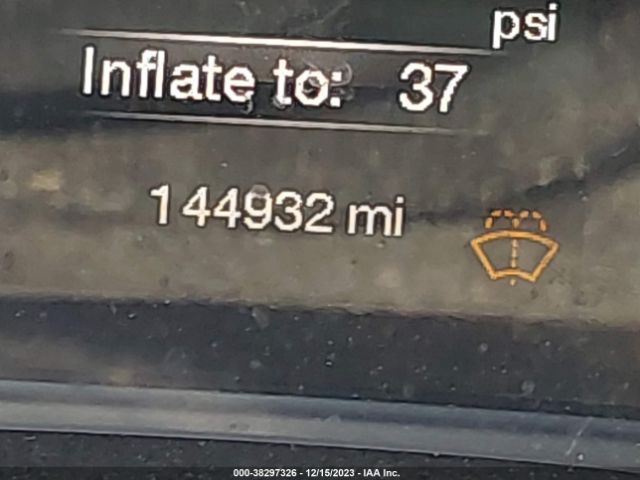 psi
Inflate to: 37
144932 mi
000-38297326 - 12/15/2023 - IAA Inc.